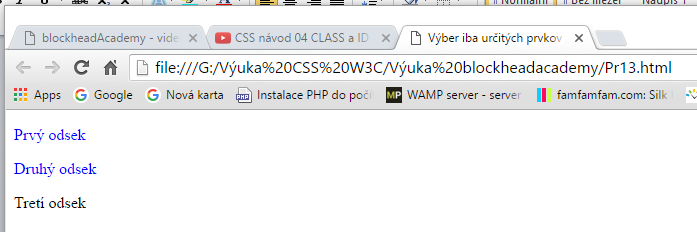 Normální
Bez mezer
Nadpis 1
blockheadAcademy - vide
CSS návod 04 CLASS a ID
Výber iba určitých prvkov
file:///G:/Výuka%20CSS%20W3C/Výuka%20blockheadacademy/Pr13.html
Apps Google Nová karta Instalace PHP do počí MP WAMP server - server famfamfam.com: Silk
Prvý odsek
Druhý odsek
Tretí odsek